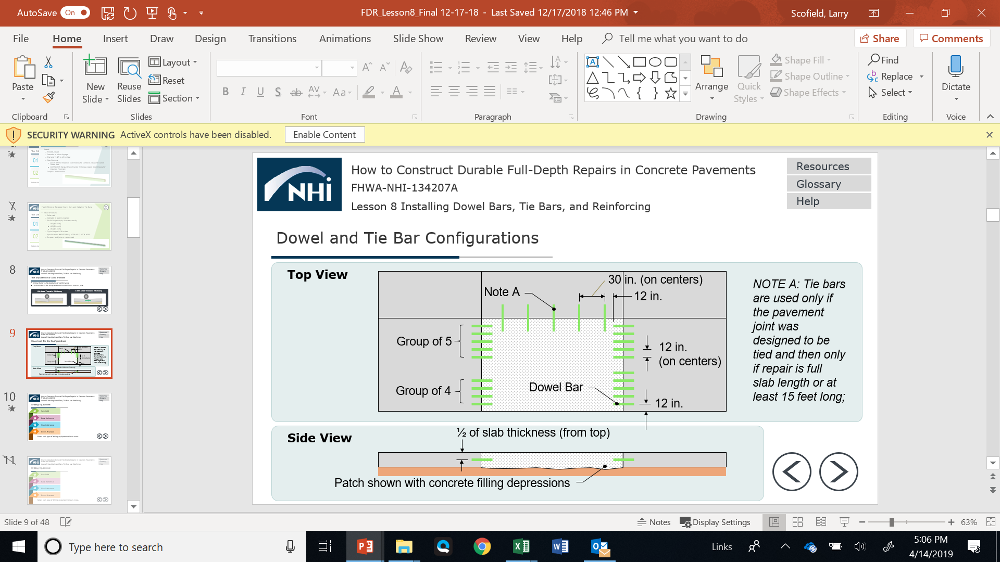 AutoSave On
FDR_Lesson8_Final 12-17-18 - Last Saved 12/17/2018 12:46 PM
Scofield, Larry
File Home Insert Draw Design Transitions Animations Slide Show Review View Help Tell me what you want to do
Share Comments
Paste
New Slide
Reuse Slides
Layout
Reset
Section
B I U S ab AV Aa A
Arrange
Quick Styles
Shape Fill
Shape Outline
Shape Effects
Find
Replace
Select
Dictate
Clipboard Slides Font Paragraph Drawing Editing Voice
SECURITY WARNING ActiveX controls have been disabled. Enable Content
01
02
7
01
02
8
9
10
11
NHi
How to Construct Durable Full-Depth Repairs in Concrete Pavements
FHWA-NHI-134207A
Lesson 8 Installing Dowel Bars, Tie Bars, and Reinforcing
Resources
Glossary
Help
Dowel and Tie Bar Configurations
Top View
30 in. (on centers)
Note A
12 in.
Group of 5
12 in.
(on centers)
Group of 4
Dowel Bar
12 in.
NOTE A: Tie bars
are used only if
the pavement
joint was
designed to be
tied and then only
if repair is full
slab length or at
least 15 feet long;
Side View
½ of slab thickness (from top)
Patch shown with concrete filling depressions
Slide 9 of 48
Notes Display Settings 63%
Type here to search
Links
5:06 PM
4/14/2019